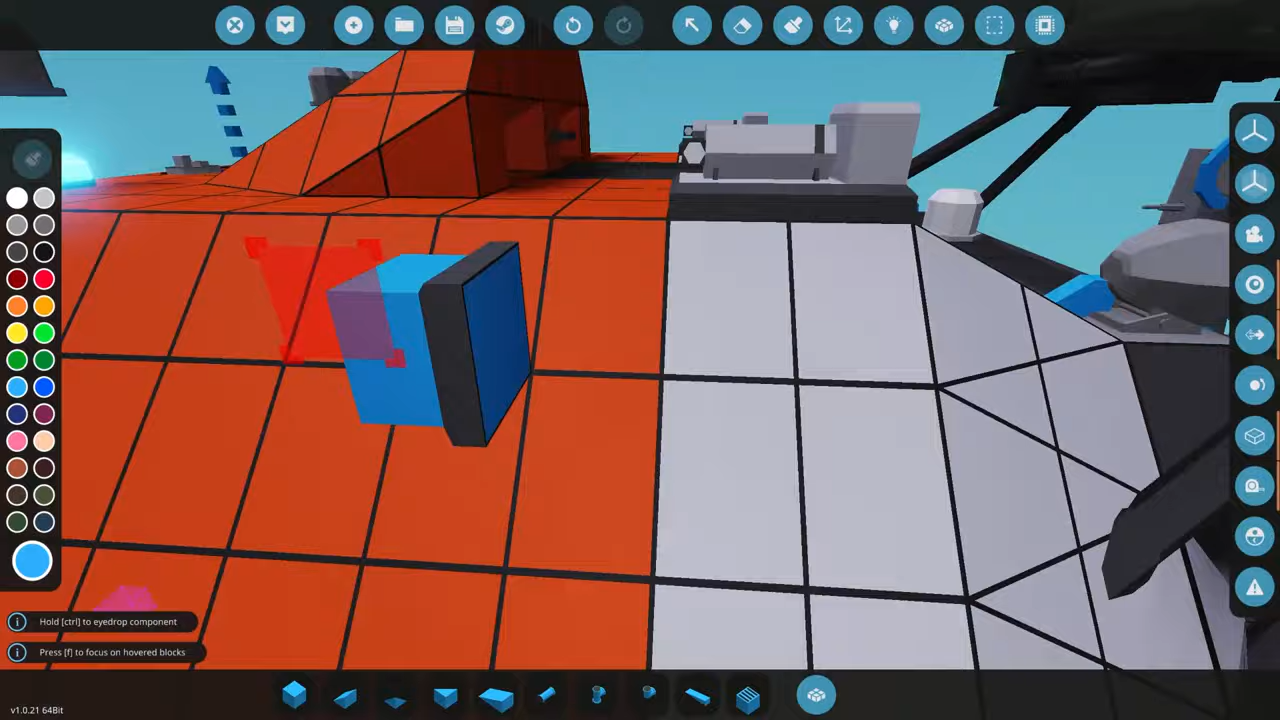 Hold [ctrl] to eyedrop component
Press [f] to focus on hovered blocks
v1.0.21 64Bit